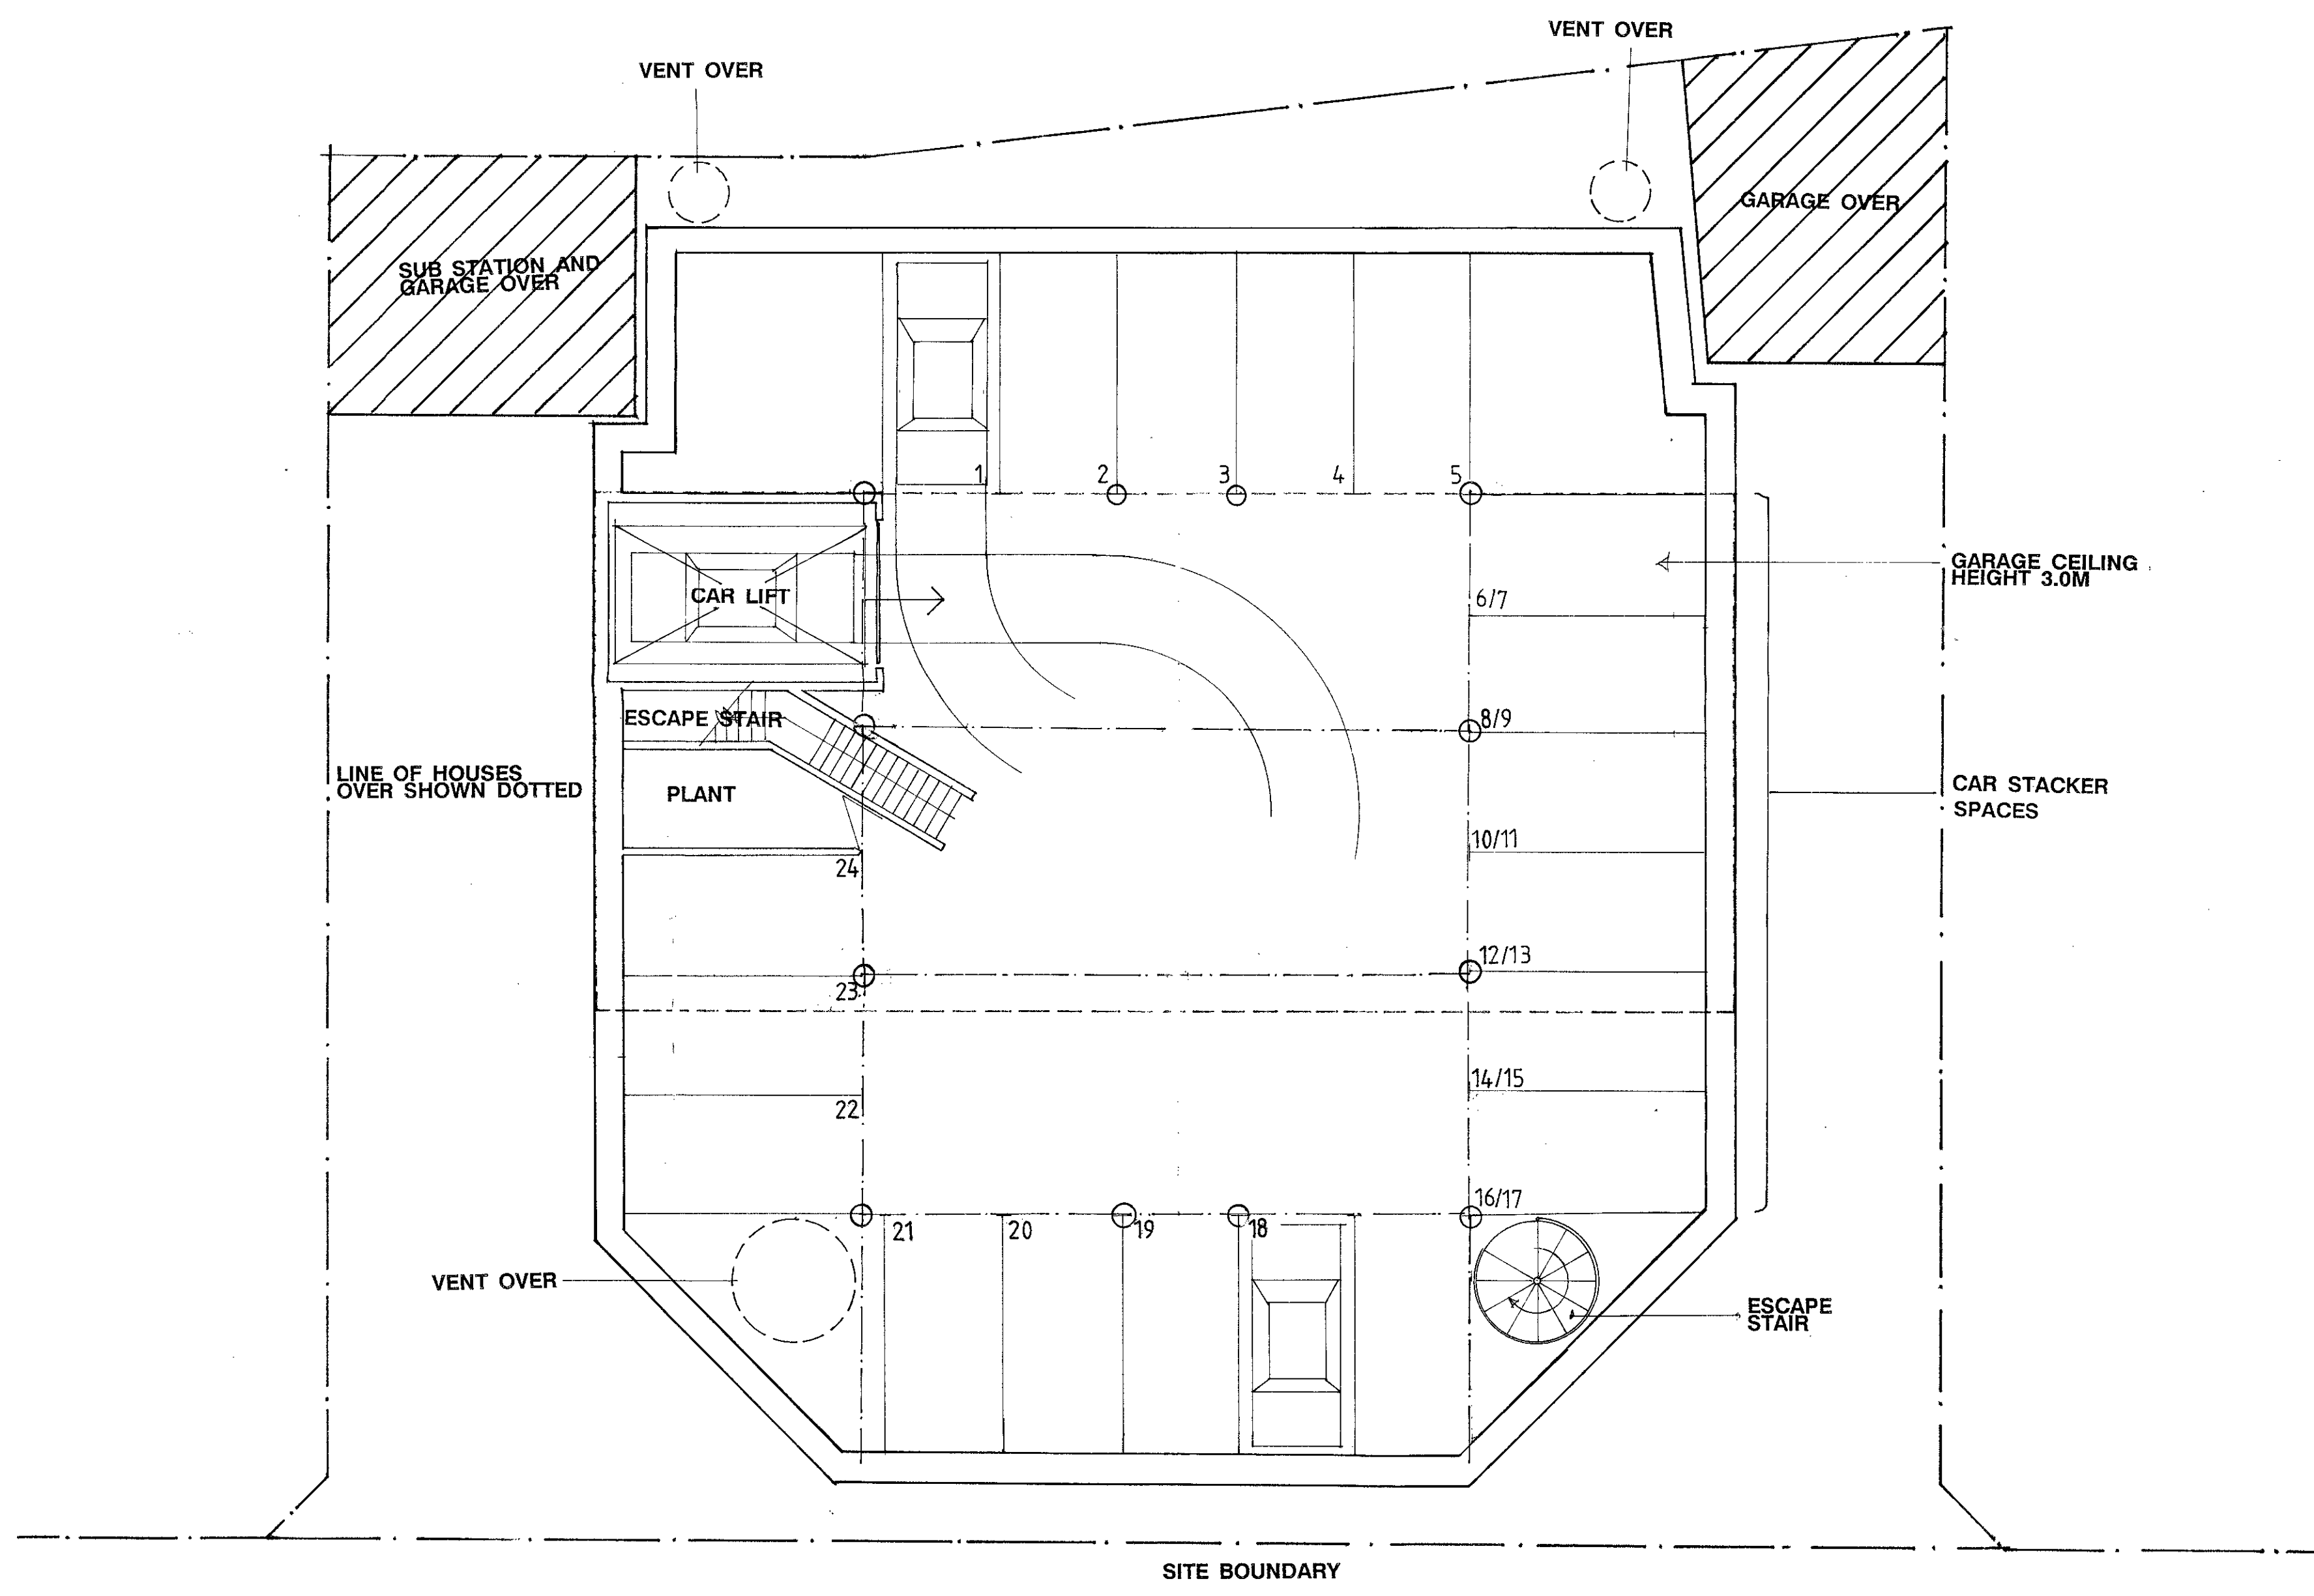 VENT OVER
VENT OVER
GARAGE OVER
SUB STATION AND
GARAGE OVER
1
2
3
4
5
GARAGE CEILING
HEIGHT 3.0M
CAR LIFT
6/7
ESCAPE STAIR
8/9
LINE OF HOUSES
OVER SHOWN DOTTED
PLANT
CAR STACKER
SPACES
10/11
24
12/13
23
14/15
22
16/17
21
20
19
18
VENT OVER
ESCAPE
STAIR
SITE BOUNDARY